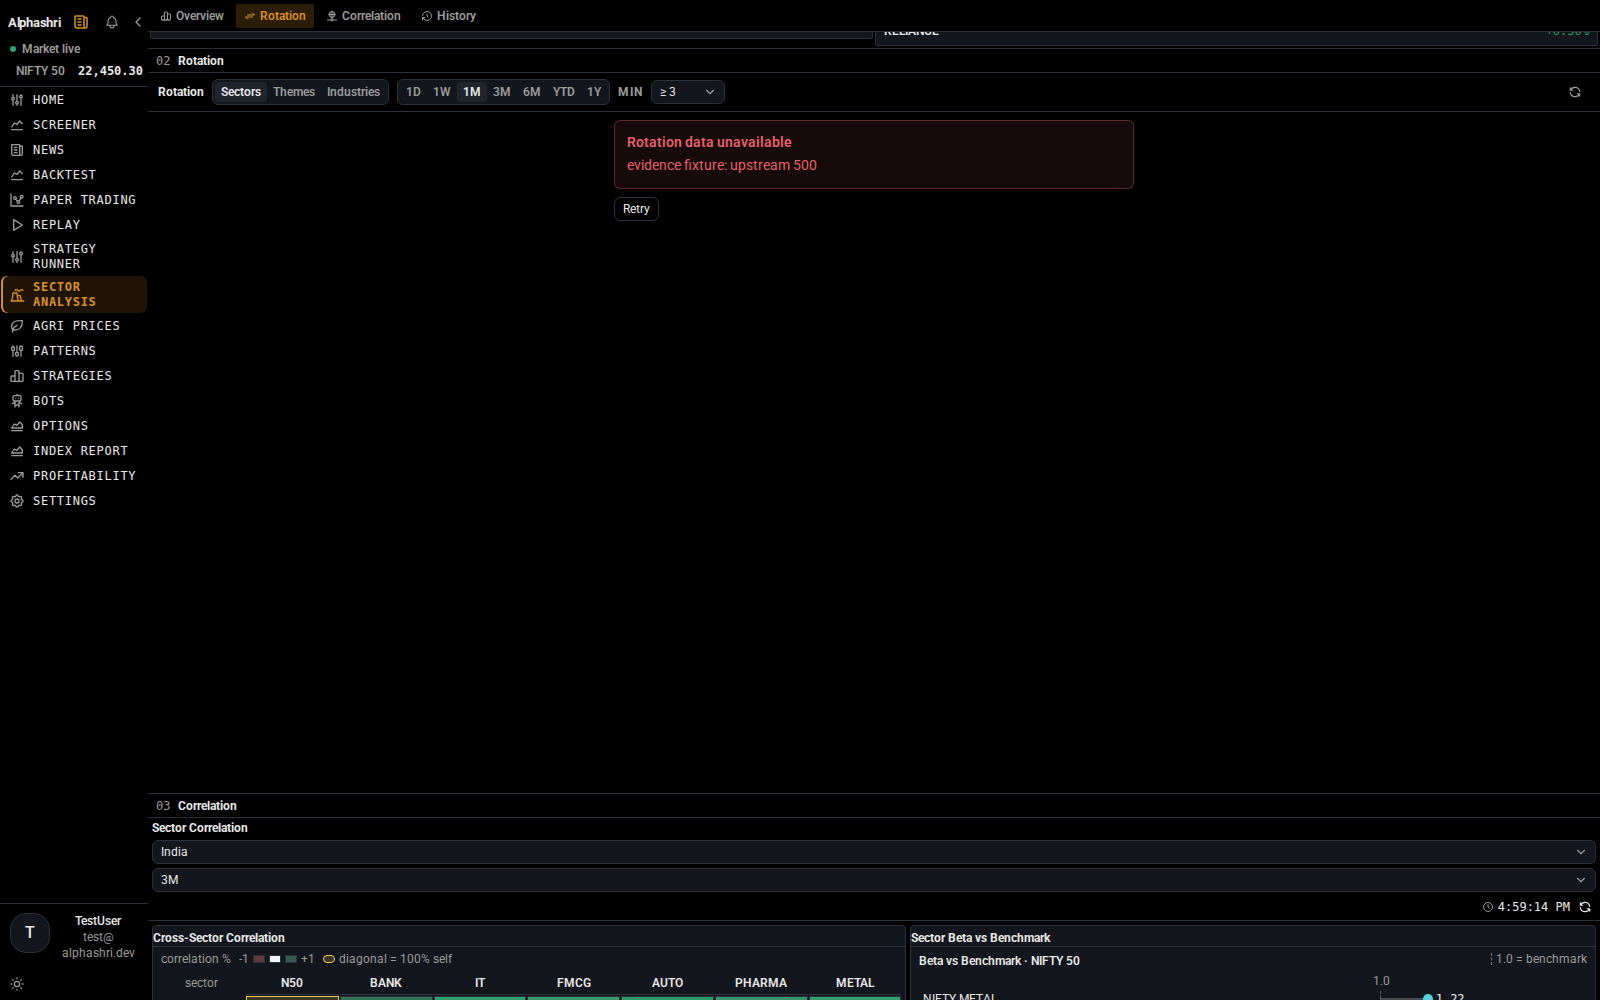 Alphashri
Market live
NIFTY 50 22,450.30
HOME
SCREENER
NEWS
BACKTEST
PAPER TRADING
REPLAY
STRATEGY
RUNNER
SECTOR
ANALYSIS
AGRI PRICES
PATTERNS
STRATEGIES
BOTS
OPTIONS
INDEX REPORT
PROFITABILITY
SETTINGS
T
TestUser
test@
alphashri.dev
Overview Rotation Correlation History
RELIANCE
02 Rotation
Rotation Sectors Themes Industries 1D 1W 1M 3M 6M YTD 1Y MIN ≥ 3
Rotation data unavailable
evidence fixture: upstream 500
Retry
03 Correlation
Sector Correlation
India
3M
4:59:14 PM
Cross-Sector Correlation
correlation % -1 +1 diagonal = 100% self
sector N50 BANK IT FMCG AUTO PHARMA METAL
Sector Beta vs Benchmark
Beta vs Benchmark · NIFTY 50 1.0 = benchmark
1.0
NIFTY METAL 1.22